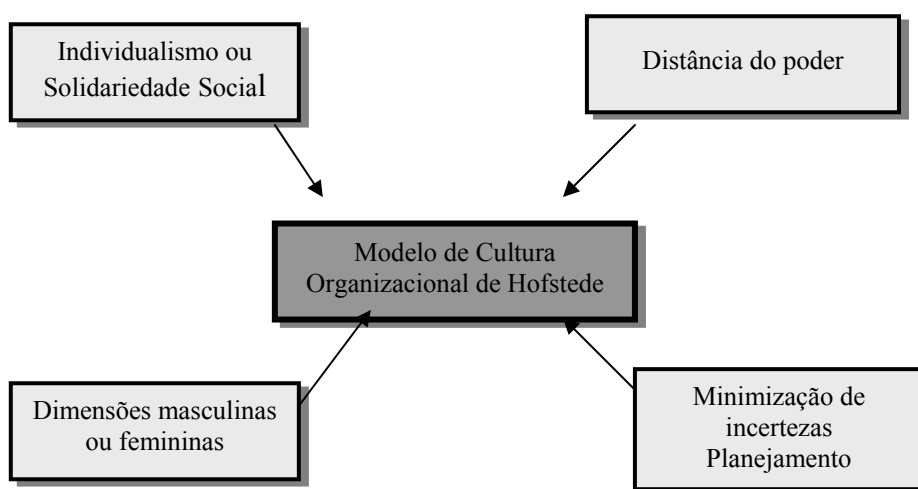 Individualismo ou
Solidariedade Social
Distância do poder
Modelo de Cultura
Organizacional de Hofstede
Dimensões masculinas
ou femininas
Minimização de
incertezas
Planejamento